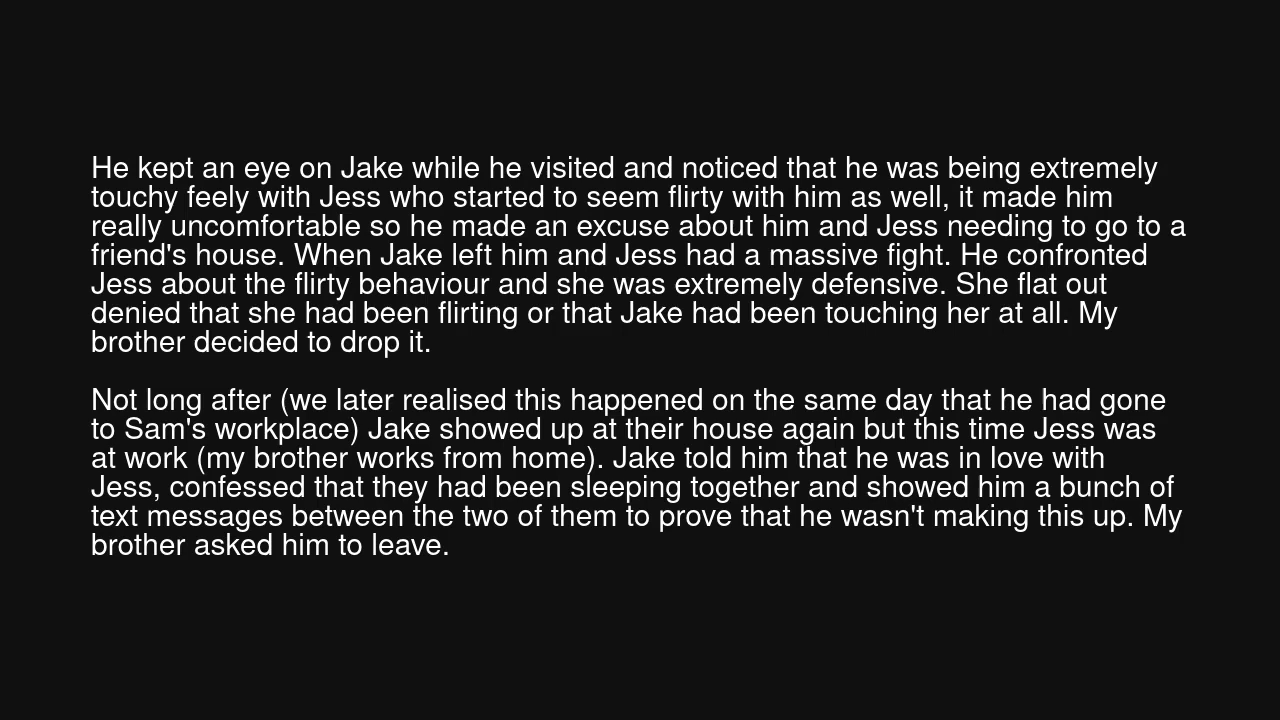 He kept an eye on Jake while he visited and noticed that he was being extremely
touchy feely with Jess who started to seem flirty with him as well, it made him
really uncomfortable so he made an excuse about him and Jess needing to go to a
friend's house. When Jake left him and Jess had a massive fight. He confronted
Jess about the flirty behaviour and she was extremely defensive. She flat out
denied that she had been flirting or that Jake had been touching her at all. My
brother decided to drop it.

Not long after (we later realised this happened on the same day that he had gone
to Sam's workplace) Jake showed up at their house again but this time Jess was
at work (my brother works from home). Jake told him that he was in love with
Jess, confessed that they had been sleeping together and showed him a bunch of
text messages between the two of them to prove that he wasn't making this up. My
brother asked him to leave.